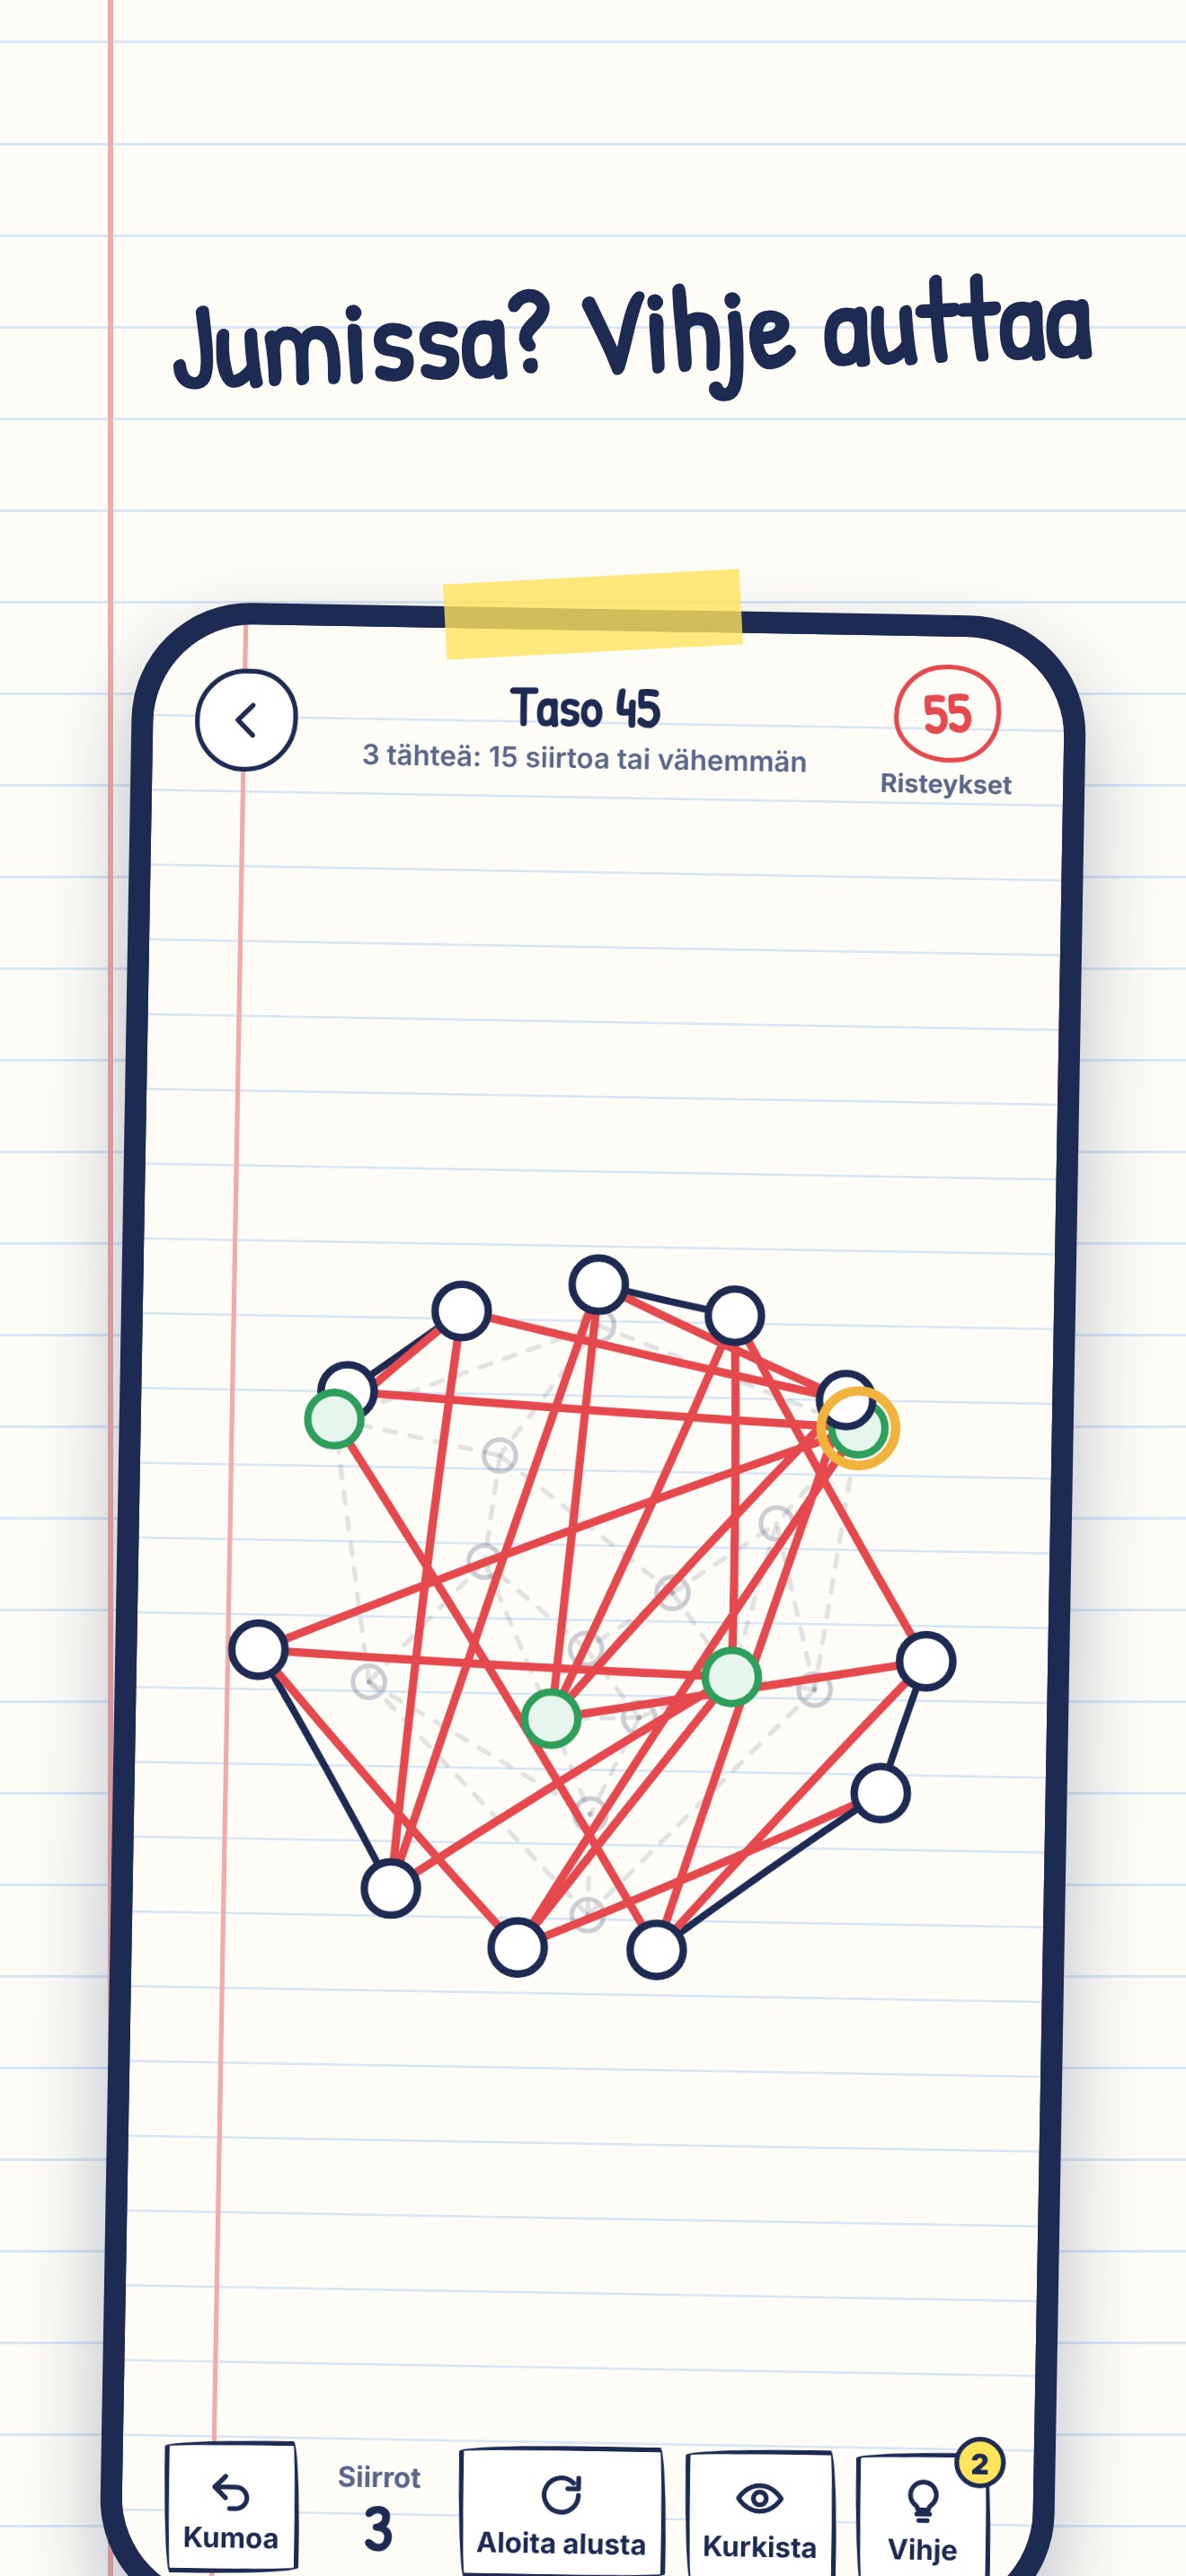 Jumissa? Vihje auttaa
Taso 45
3 tähteä: 15 siirtoa tai vähemmän
55
Risteykset
Kumoa
Siirrot
3
Aloita alusta
Kurkista
2
Vihje